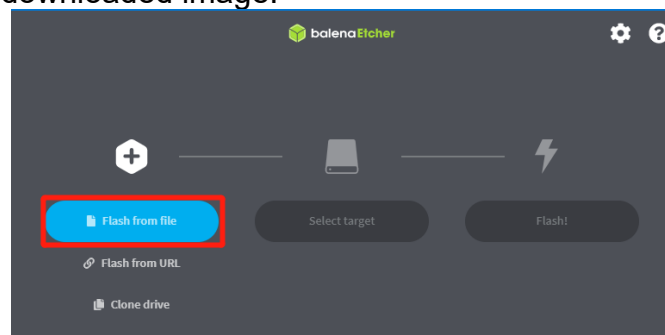 downloaded image.
balenaEtcher
Flash from file
Select target
Flash!
Flash from URL
Clone drive